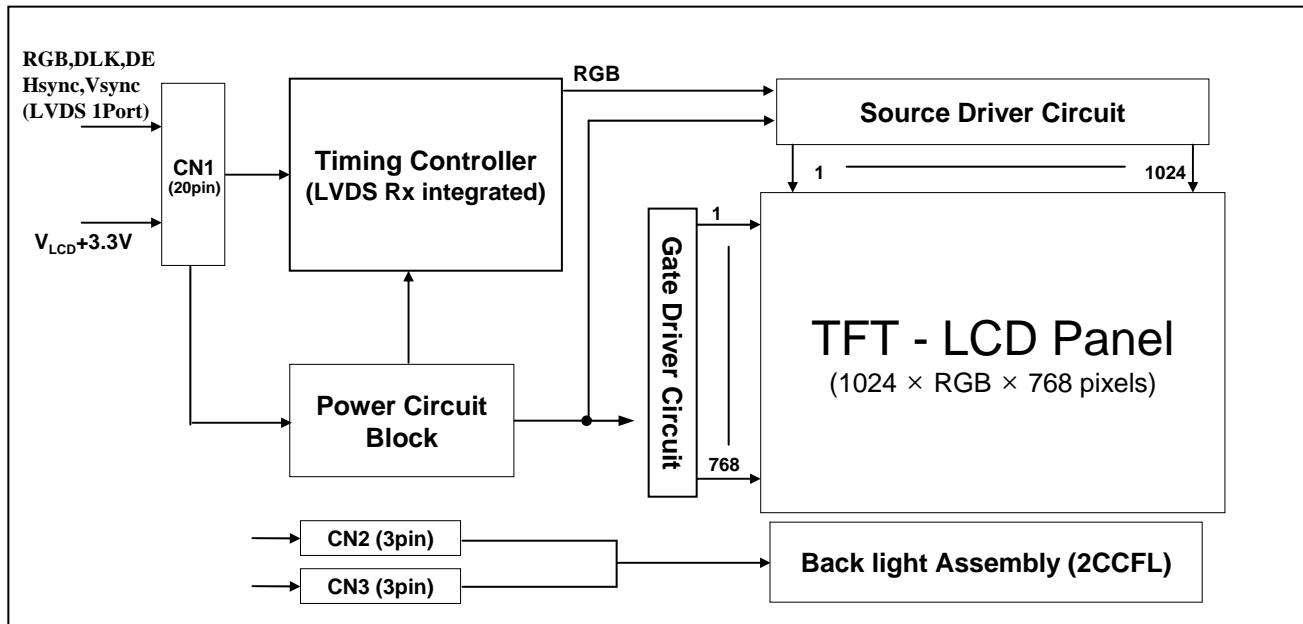 RGB,DLK,DE
Hsync,Vsync
(LVDS 1Port)
CN1
(20pin)
V_LCD+3.3V
Timing Controller
(LVDS Rx integrated)
RGB
Source Driver Circuit
1
1024
Power Circuit
Block
Gate Driver Circuit
1
768
TFT - LCD Panel
(1024 × RGB × 768 pixels)
CN2 (3pin)
CN3 (3pin)
Back light Assembly (2CCFL)